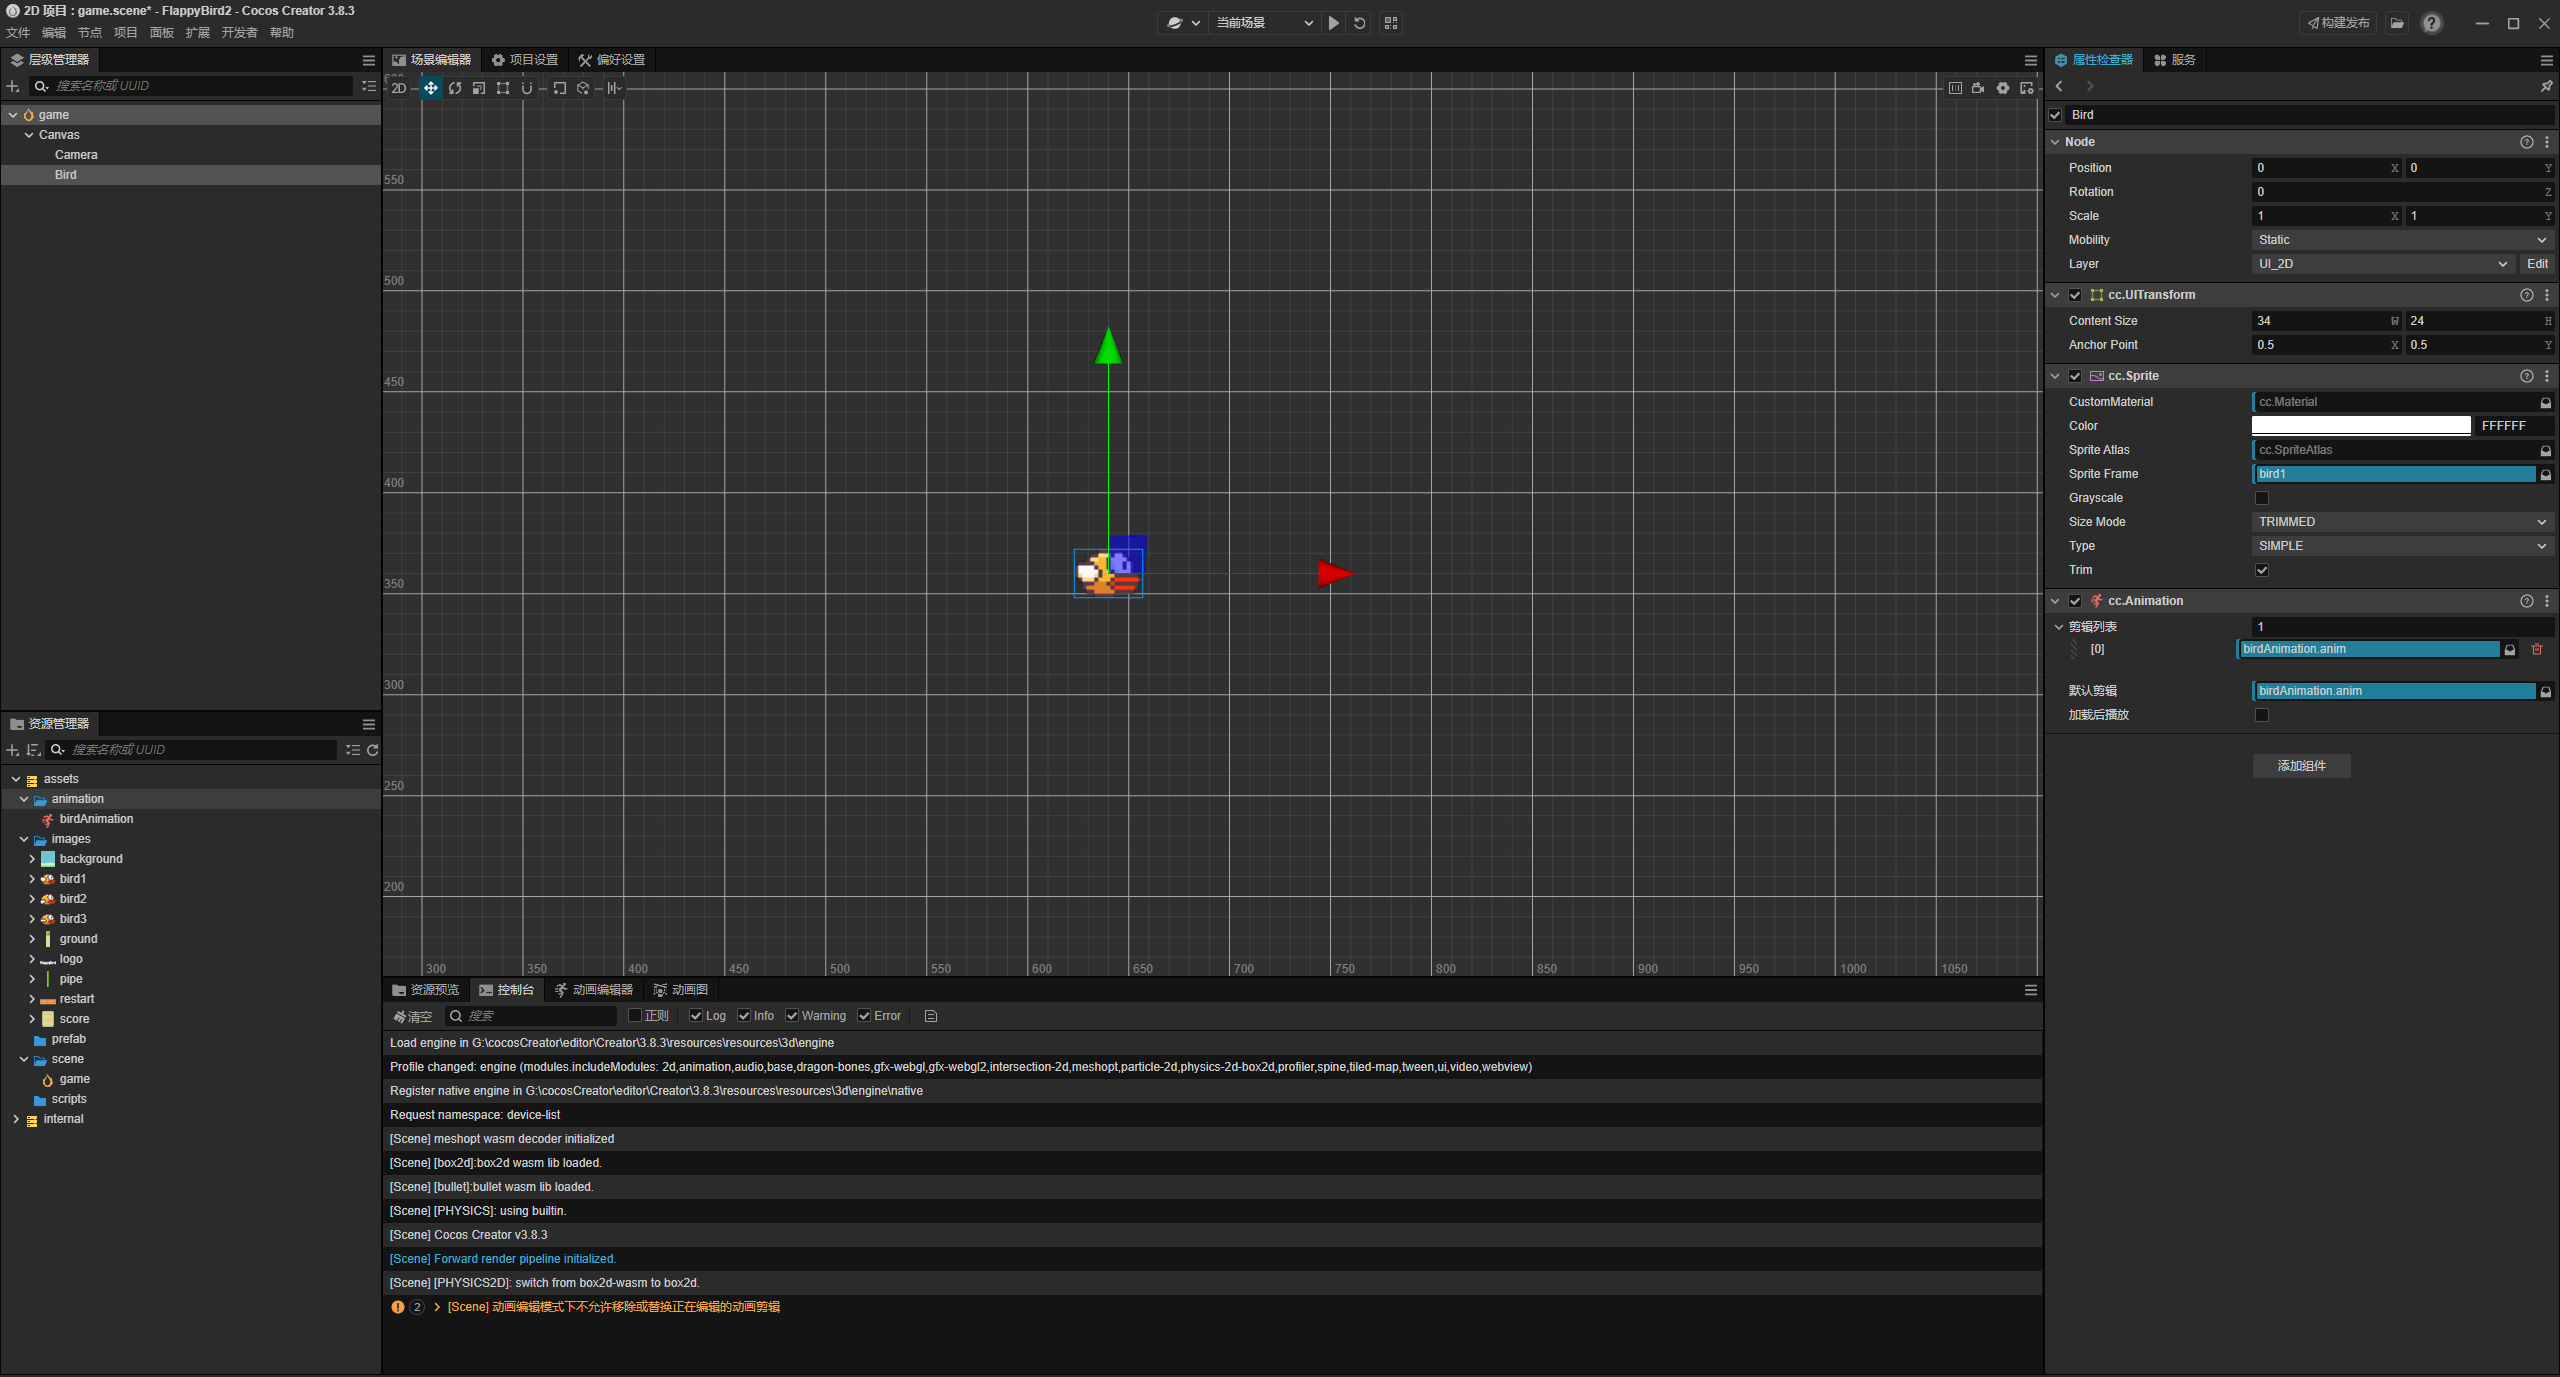 2D 项目 : game.scene* - FlappyBird2 - Cocos Creator 3.8.3
文件 编辑 节点 项目 面板 扩展 开发者 帮助
当前场景
构建发布
层级管理器
搜索名称或 UUID
game
Canvas
Camera
Bird
资源管理器
搜索名称或 UUID
assets
animation
birdAnimation
images
background
bird1
bird2
bird3
ground
logo
pipe
restart
score
prefab
scene
game
scripts
internal
场景编辑器 项目设置 偏好设置
2D
550
500
450
400
350
300
250
200
300 350 400 450 500 550 600 650 700 750 800 850 900 950 1000 1050
资源预览 控制台 动画编辑器 动画图
清空 搜索 正则 Log Info Warning Error
Load engine in G:\cocosCreator\editor\Creator\3.8.3\resources\resources\3d\engine
Profile changed: engine (modules.includeModules: 2d,animation,audio,base,dragon-bones,gfx-webgl,gfx-webgl2,intersection-2d,meshopt,particle-2d,physics-2d-box2d,profiler,spine,tiled-map,tween,ui,video,webview)
Register native engine in G:\cocosCreator\editor\Creator\3.8.3\resources\resources\3d\engine\native
Request namespace: device-list
[Scene] meshopt wasm decoder initialized
[Scene] [box2d]:box2d wasm lib loaded.
[Scene] [bullet]:bullet wasm lib loaded.
[Scene] [PHYSICS]: using builtin.
[Scene] Cocos Creator v3.8.3
[Scene] Forward render pipeline initialized.
[Scene] [PHYSICS2D]: switch from box2d-wasm to box2d.
2 [Scene] 动画编辑模式下不允许移除或替换正在编辑的动画剪辑
属性检查器 服务
Bird
Node
Position 0 X 0 Y
Rotation 0 Z
Scale 1 X 1 Y
Mobility Static
Layer UI_2D Edit
cc.UITransform
Content Size 34 W 24 H
Anchor Point 0.5 X 0.5 Y
cc.Sprite
CustomMaterial cc.Material
Color FFFFFF
Sprite Atlas cc.SpriteAtlas
Sprite Frame bird1
Grayscale
Size Mode TRIMMED
Type SIMPLE
Trim
cc.Animation
剪辑列表 1
[0] birdAnimation.anim
默认剪辑 birdAnimation.anim
加载后播放
添加组件